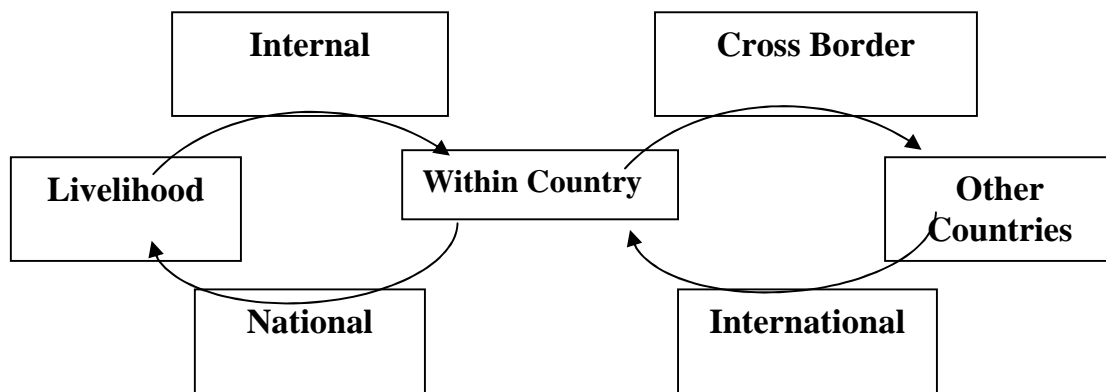 Internal
Cross Border
Livelihood
Within Country
Other
Countries
National
International